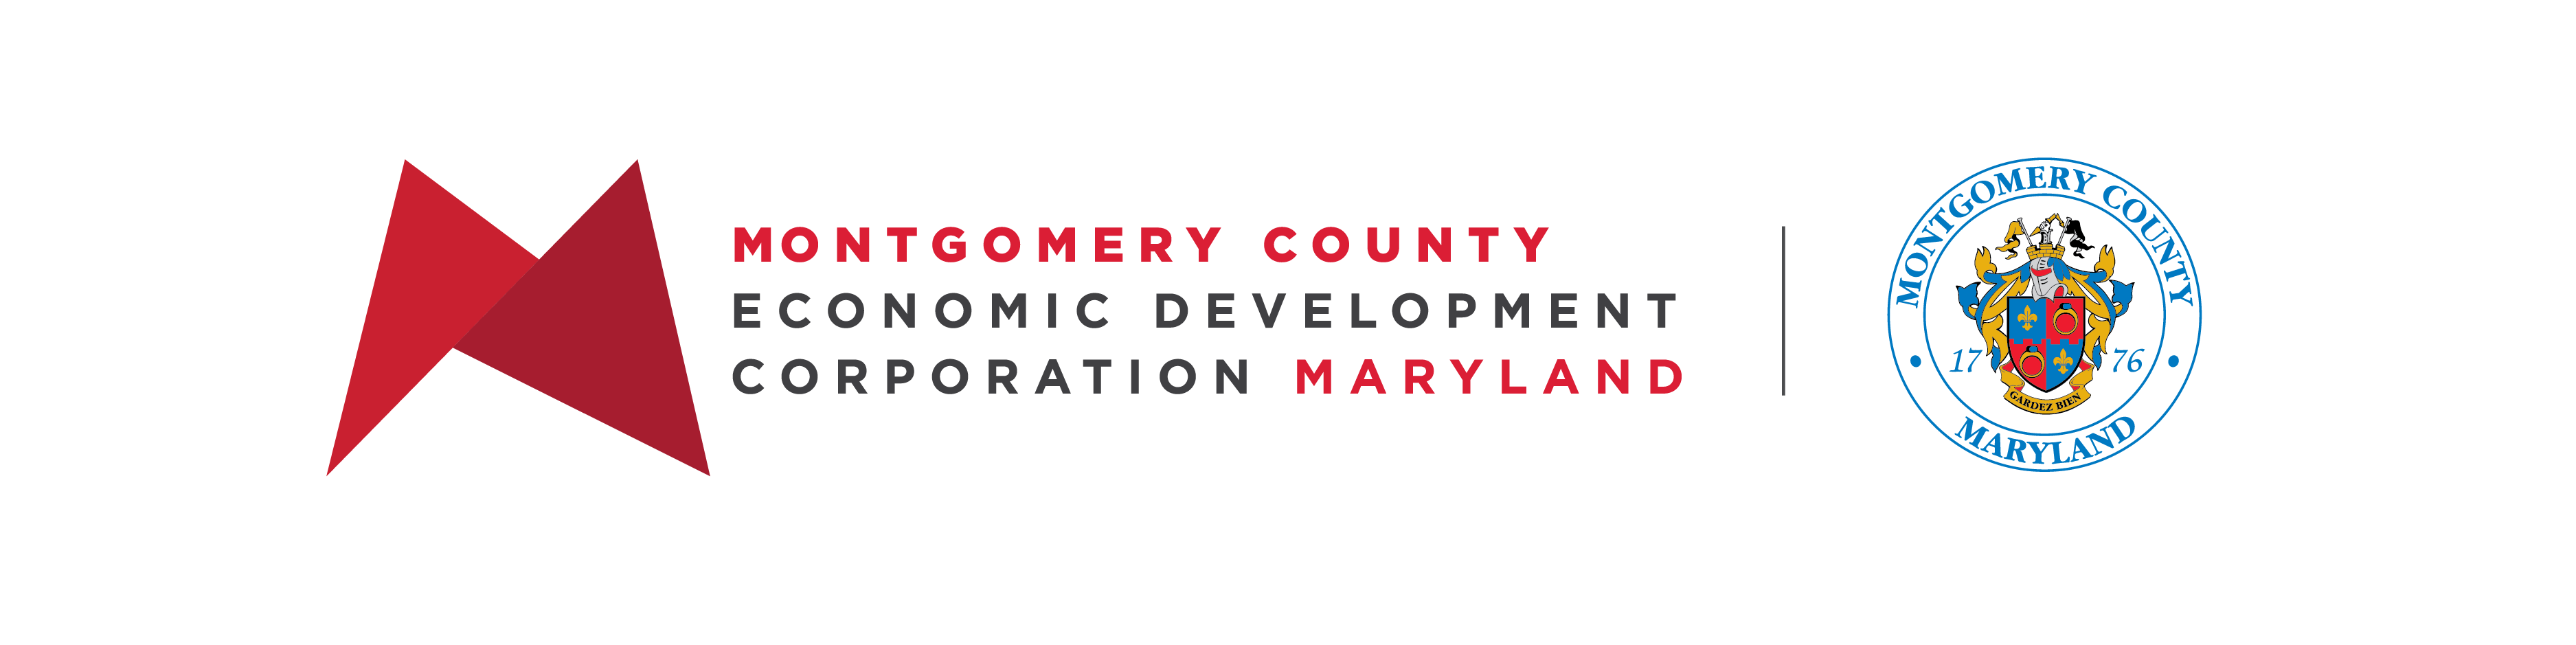 MONTGOMERY COUNTY
ECONOMIC DEVELOPMENT
CORPORATION MARYLAND
MONTGOMERY COUNTY
17 76
GARDEZ BIEN
MARYLAND